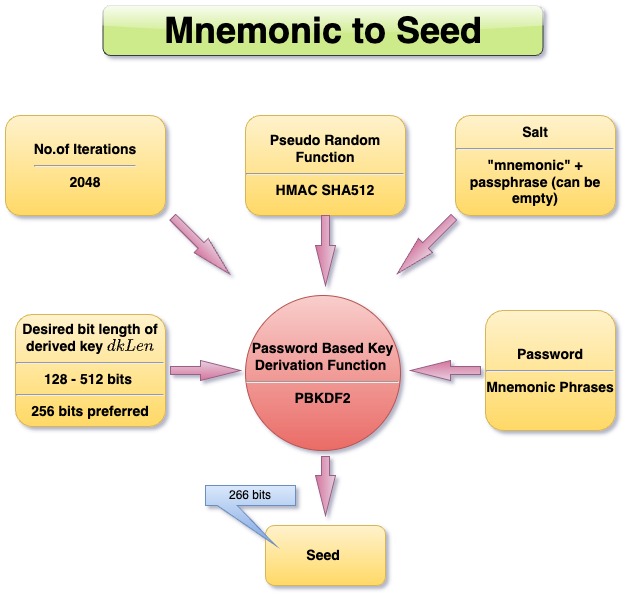 Mnemonic to Seed
No.of Iterations
2048
Pseudo Random
Function
HMAC SHA512
Salt
"mnemonic" +
passphrase (can be
empty)
Desired bit length of
derived key dkLen
128 - 512 bits
256 bits preferred
Password Based Key
Derivation Function
PBKDF2
Password
Mnemonic Phrases
266 bits
Seed